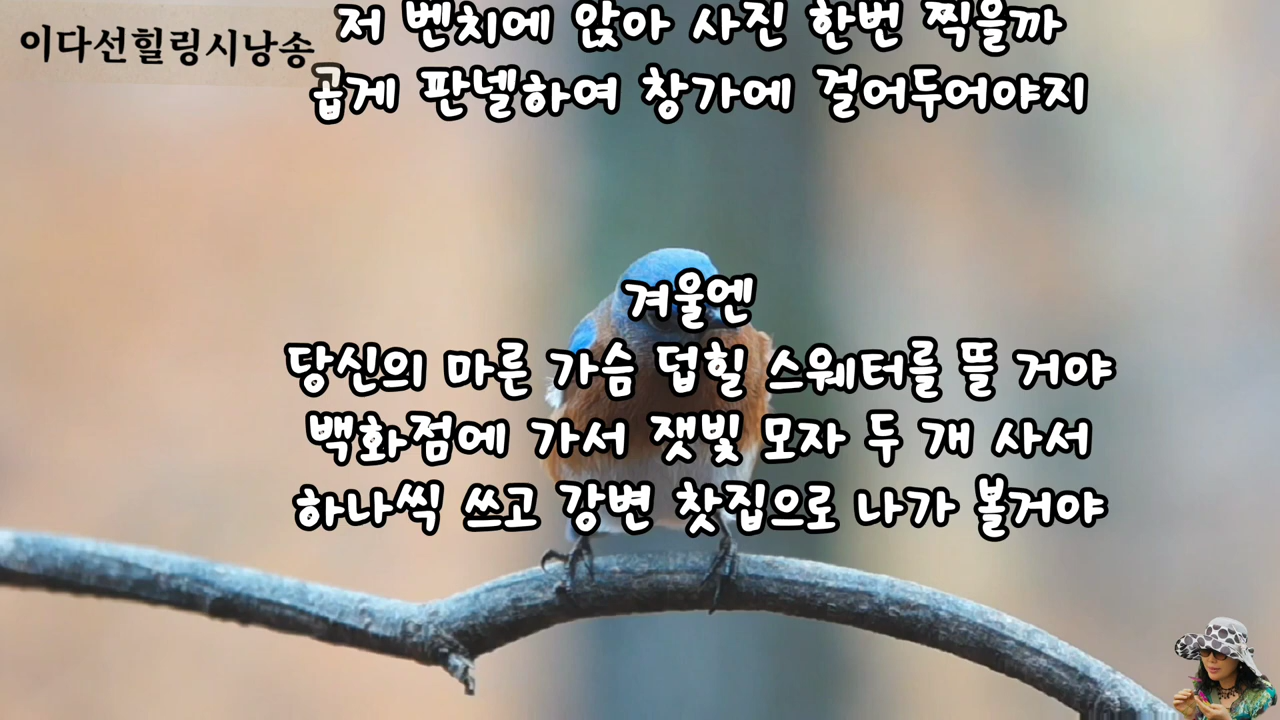 이다선힐링시낭송
저 벤치에 앉아 사진 한번 찍을까
곱게 판넬하여 창가에 걸어두어야지
겨울엔
당신의 마른 가슴 덥힐 스웨터를 뜰 거야
백화점에 가서 잿빛 모자 두 개 사서
하나씩 쓰고 강변 찻집으로 나가 볼거야